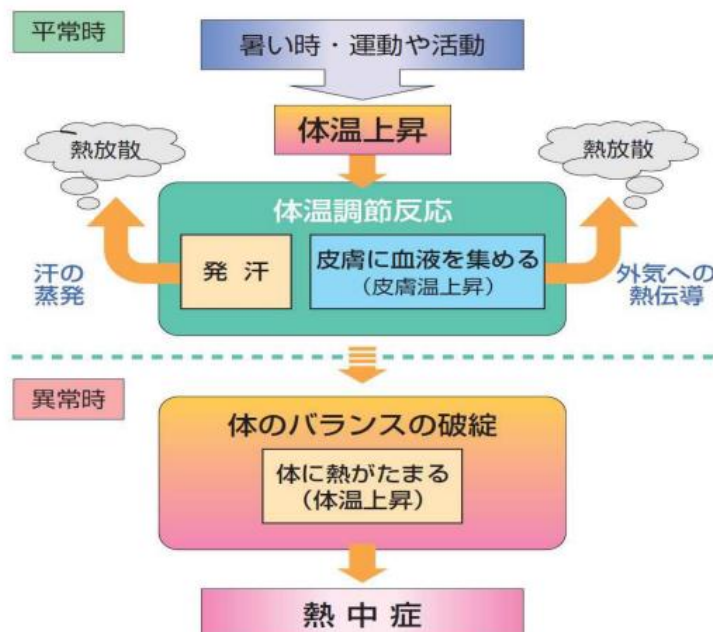 平常時
暑い時・運動や活動
体温上昇
熱放散
熱放散
体温調節反応
汗の
蒸発
発 汗
皮膚に血液を集める
(皮膚温上昇)
外気への
熱伝導
異常時
体のバランスの破綻
体に熱がたまる
(体温上昇)
熱 中 症